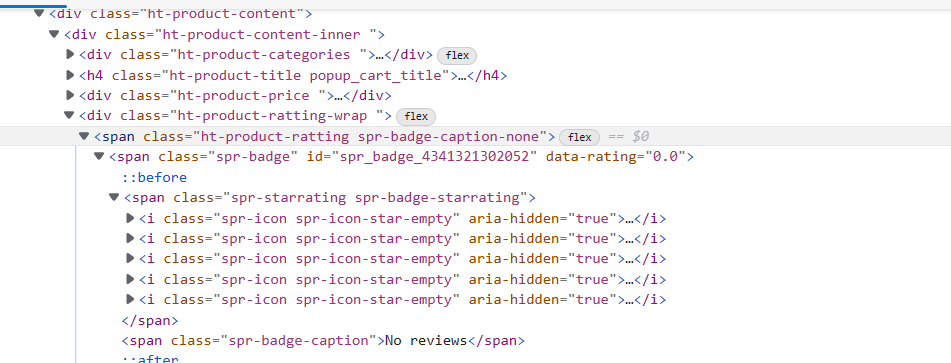 <div class="ht-product-content">
<div class="ht-product-content-inner ">
<div class="ht-product-categories ">…</div> flex
<h4 class="ht-product-title popup_cart_title">…</h4>
<div class="ht-product-price ">…</div>
<div class="ht-product-ratting-wrap "> flex
<span class="ht-product-ratting spr-badge-caption-none"> flex == $0
<span class="spr-badge" id="spr_badge_4341321302052" data-rating="0.0">
::before
<span class="spr-starrating spr-badge-starrating">
<i class="spr-icon spr-icon-star-empty" aria-hidden="true">…</i>
<i class="spr-icon spr-icon-star-empty" aria-hidden="true">…</i>
<i class="spr-icon spr-icon-star-empty" aria-hidden="true">…</i>
<i class="spr-icon spr-icon-star-empty" aria-hidden="true">…</i>
<i class="spr-icon spr-icon-star-empty" aria-hidden="true">…</i>
</span>
<span class="spr-badge-caption">No reviews</span>
::after